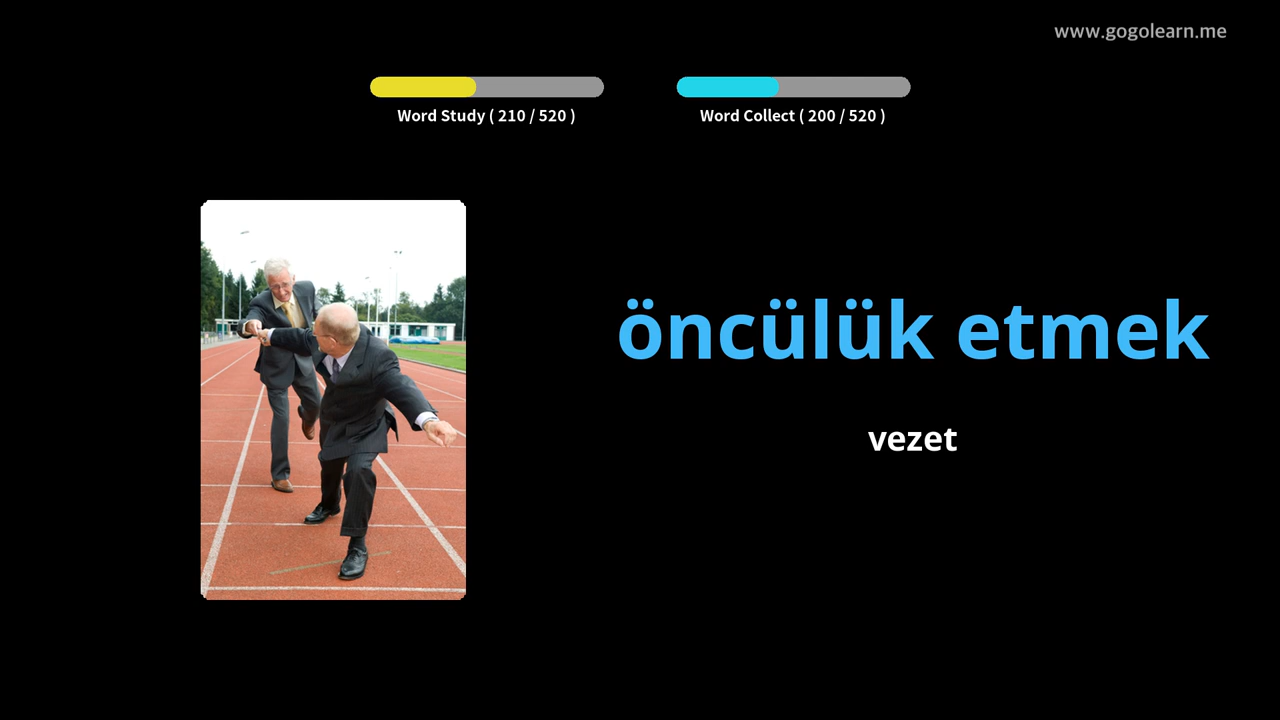 www.gogolearn.me
Word Study ( 210 / 520 )
Word Collect ( 200 / 520 )
öncülük etmek
vezet